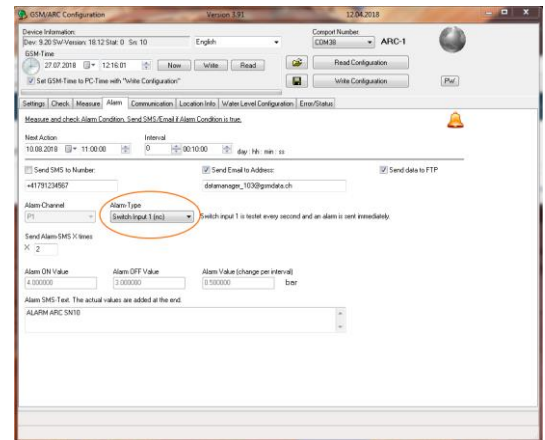 GSM/ARC Configuration Version 3.91 12.04.2018
Device Information:
Dev: 9.20 SW-Version: 18.12 Stat: 0 Sn: 10 English
Comport Number:
COM38 ARC-1
GSM-Time
27.07.2018 12:16:01 Now Write Read Read Configuration
Set GSM-Time to PC-Time with "Write Configuration" Write Configuration PW.
Settings Check Measure Alarm Communication Location Info Water Level Configuration Error/Status
Measure and check Alarm Condition. Send SMS/Email if Alarm Condition is true.
Next Action Interval
10.08.2018 11:00:00 0 00:10:00 day : hh : min : ss
Send SMS to Number: Send Email to Address: Send data to FTP
+41791234567 datamanager_103@gsmdata.ch
Alarm-Channel Alarm-Type
P1 Switch Input 1 (nc) Switch input 1 is testet every second and an alarm is sent immediately.
Send Alarm-SMS X times
X 2
Alarm ON Value Alarm OFF Value Alarm Value (change per interval)
4.000000 3.000000 0.500000 bar
Alarm SMS-Text. The actual values are added at the end.
ALARM ARC SN10